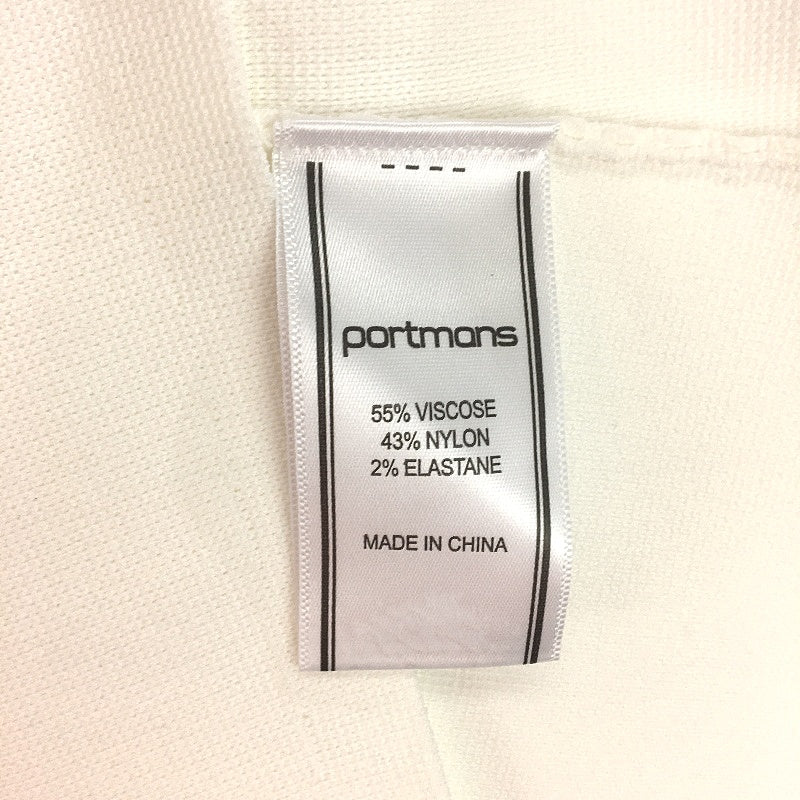 portmans
55% VISCOSE
43% NYLON
2% ELASTANE
MADE IN CHINA